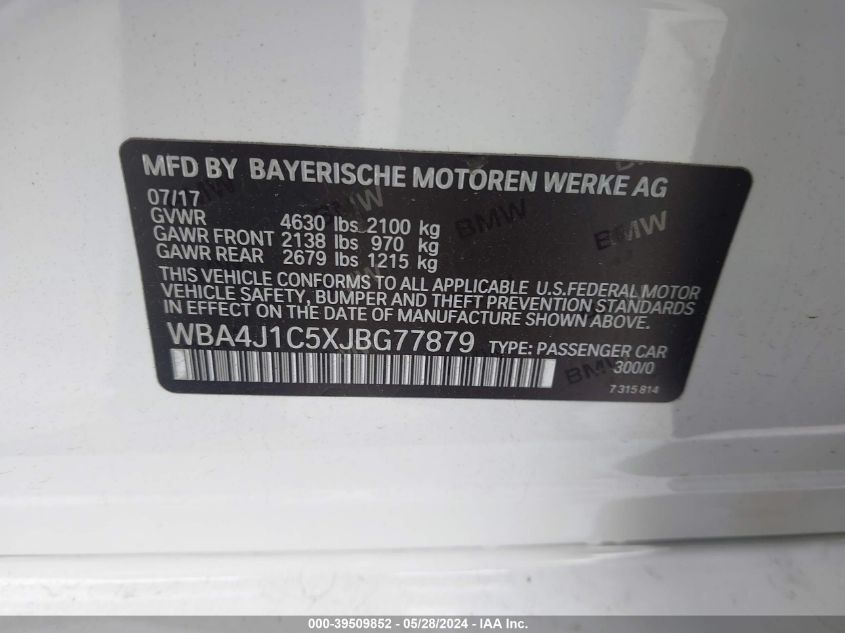 MFD BY BAYERISCHE MOTOREN WERKE AG
07/17
GVWR 4630 lbs 2100 kg
GAWR FRONT 2138 lbs 970 kg
GAWR REAR 2679 lbs 1215 kg
THIS VEHICLE CONFORMS TO ALL APPLICABLE U.S.FEDERAL MOTOR
VEHICLE SAFETY, BUMPER AND THEFT PREVENTION STANDARDS
IN EFFECT ON THE DATE OF MANUFACTURE SHOWN ABOVE.
WBA4J1C5XJBG77879 TYPE: PASSENGER CAR
300/0
7 315 814
BMW
BMW
BMW
000-39509852 - 05/28/2024 - IAA Inc.